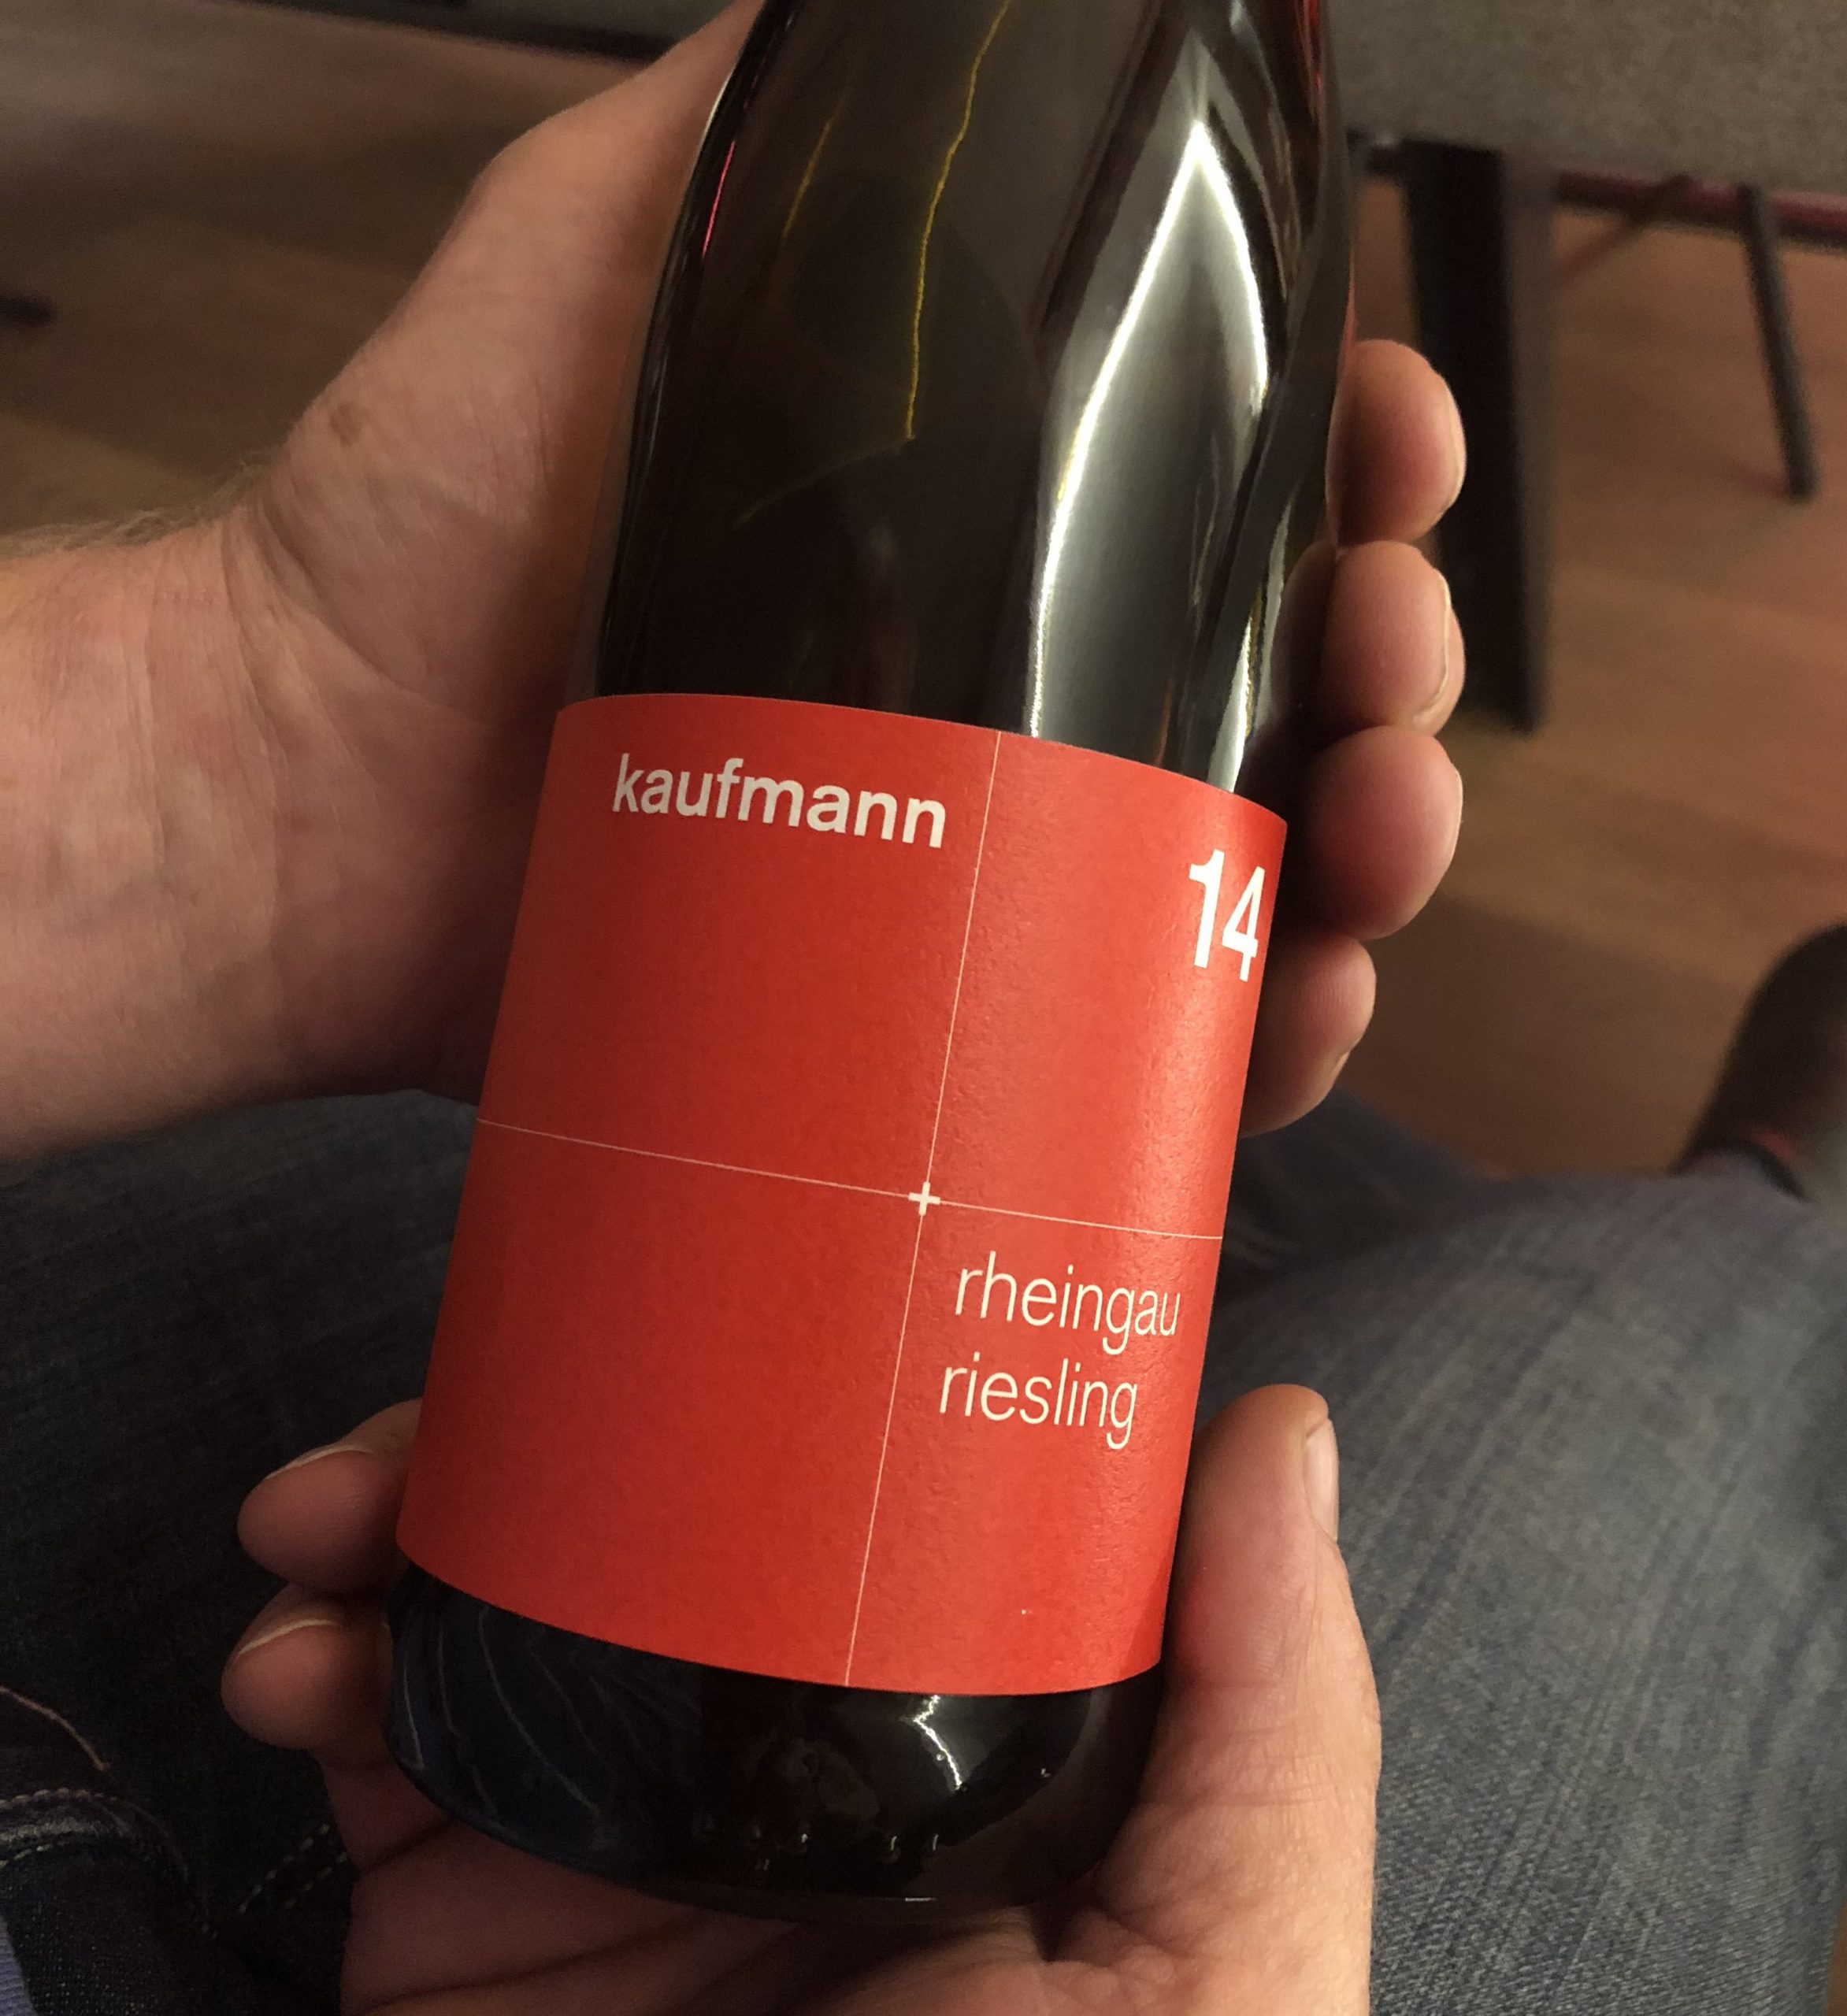 kaufmann
14
rheingau
riesling